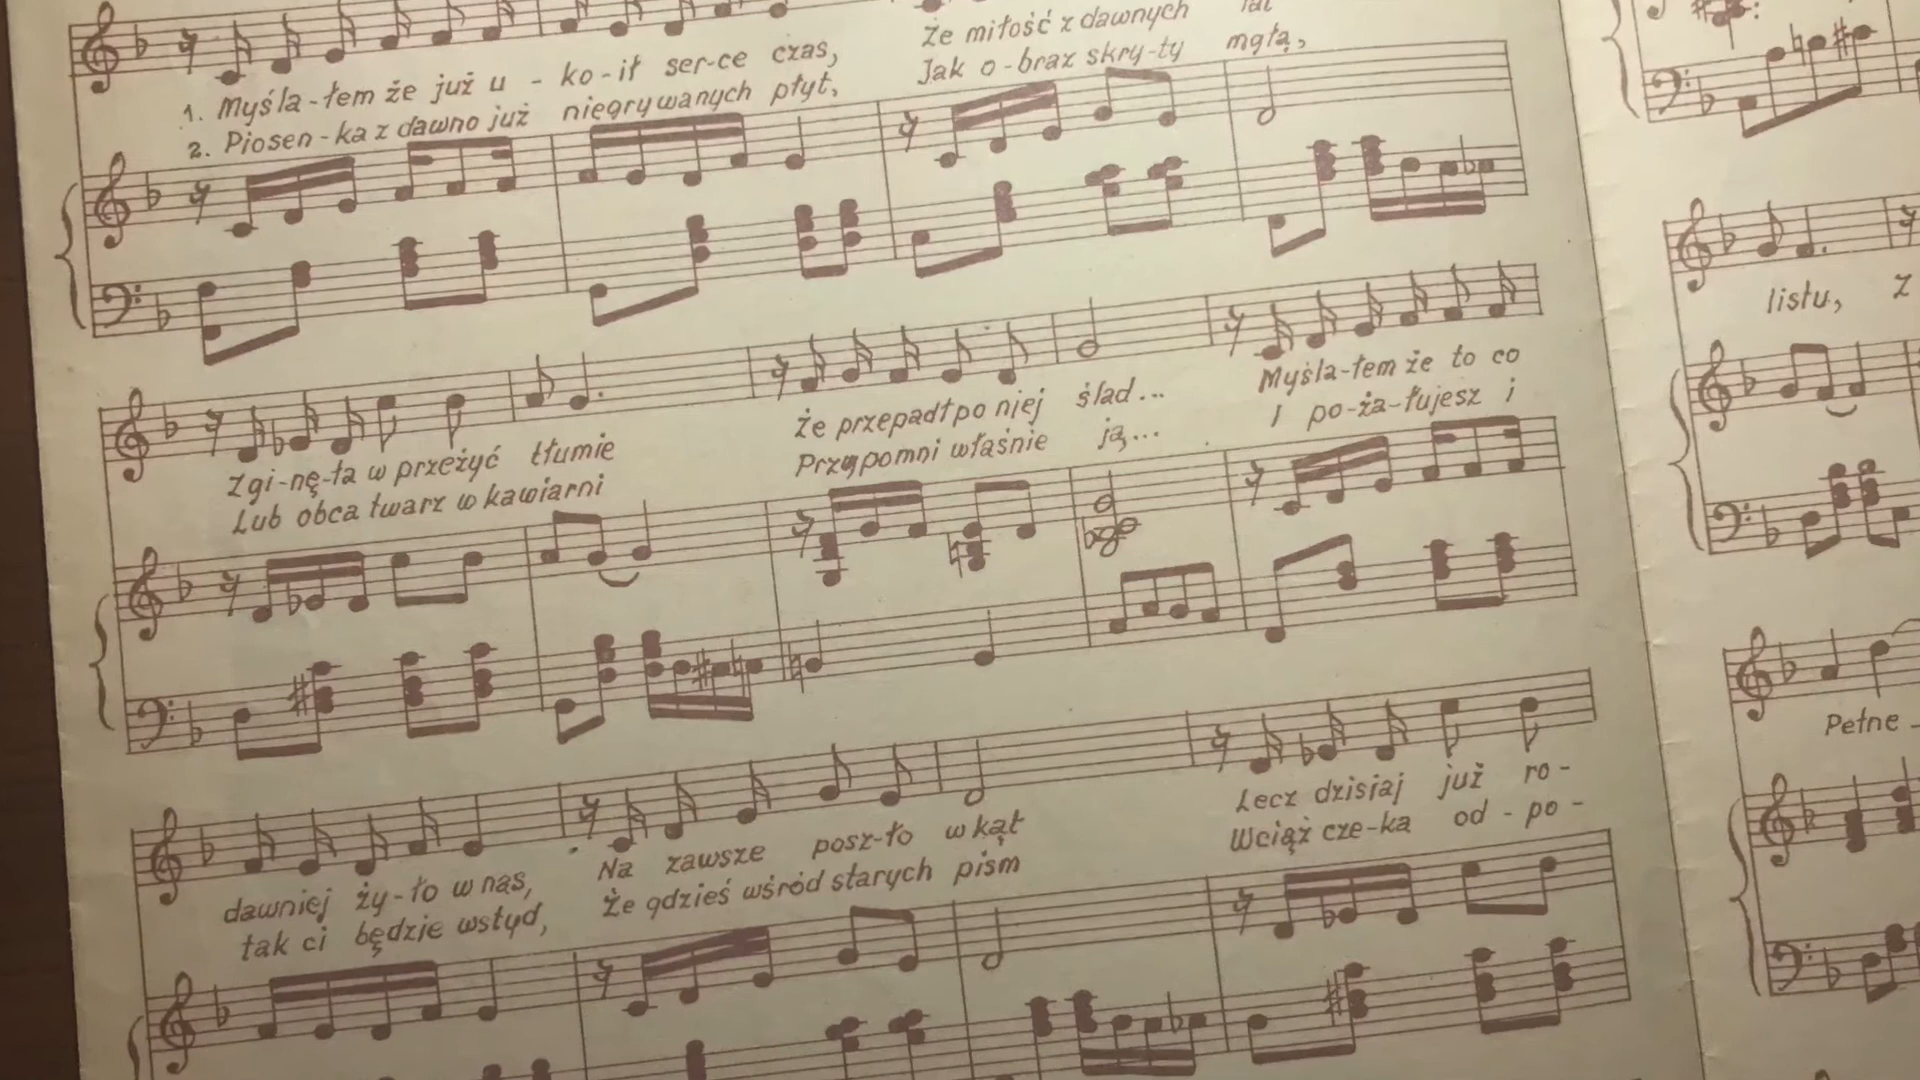 1. Myśla-łem że już u - ko-ił ser-ce czas,
Że miłość z dawnych lat
2. Piosen-ka z dawno już niegrywanych płyt,
Jak o-braz skry-ty mgłą,
Zgi-nę-ła w przeżyć tłumie
że przepadł po niej ślad...
Myśla-łem że to co
Lub obca twarz w kawiarni
Przypomni właśnie ją...
I po-ża-łujesz i
dawniej ży-ło w nas,
Na zawsze posz-ło w kąt
Lecz dzisiaj już ro-
tak ci będzie wstyd,
Że gdzieś wśród starych pism
Wciąż cze-ka od - po -
listu, Z
Pełne -